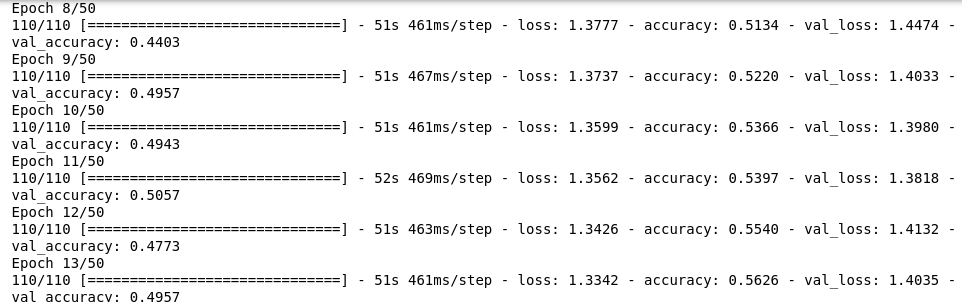 Epoch 8/50
110/110 [==============================] - 51s 461ms/step - loss: 1.3777 - accuracy: 0.5134 - val_loss: 1.4474 -
val_accuracy: 0.4403
Epoch 9/50
110/110 [==============================] - 51s 467ms/step - loss: 1.3737 - accuracy: 0.5220 - val_loss: 1.4033 -
val_accuracy: 0.4957
Epoch 10/50
110/110 [==============================] - 51s 461ms/step - loss: 1.3599 - accuracy: 0.5366 - val_loss: 1.3980 -
val_accuracy: 0.4943
Epoch 11/50
110/110 [==============================] - 52s 469ms/step - loss: 1.3562 - accuracy: 0.5397 - val_loss: 1.3818 -
val_accuracy: 0.5057
Epoch 12/50
110/110 [==============================] - 51s 463ms/step - loss: 1.3426 - accuracy: 0.5540 - val_loss: 1.4132 -
val_accuracy: 0.4773
Epoch 13/50
110/110 [==============================] - 51s 461ms/step - loss: 1.3342 - accuracy: 0.5626 - val_loss: 1.4035 -
val_accuracy: 0.4957